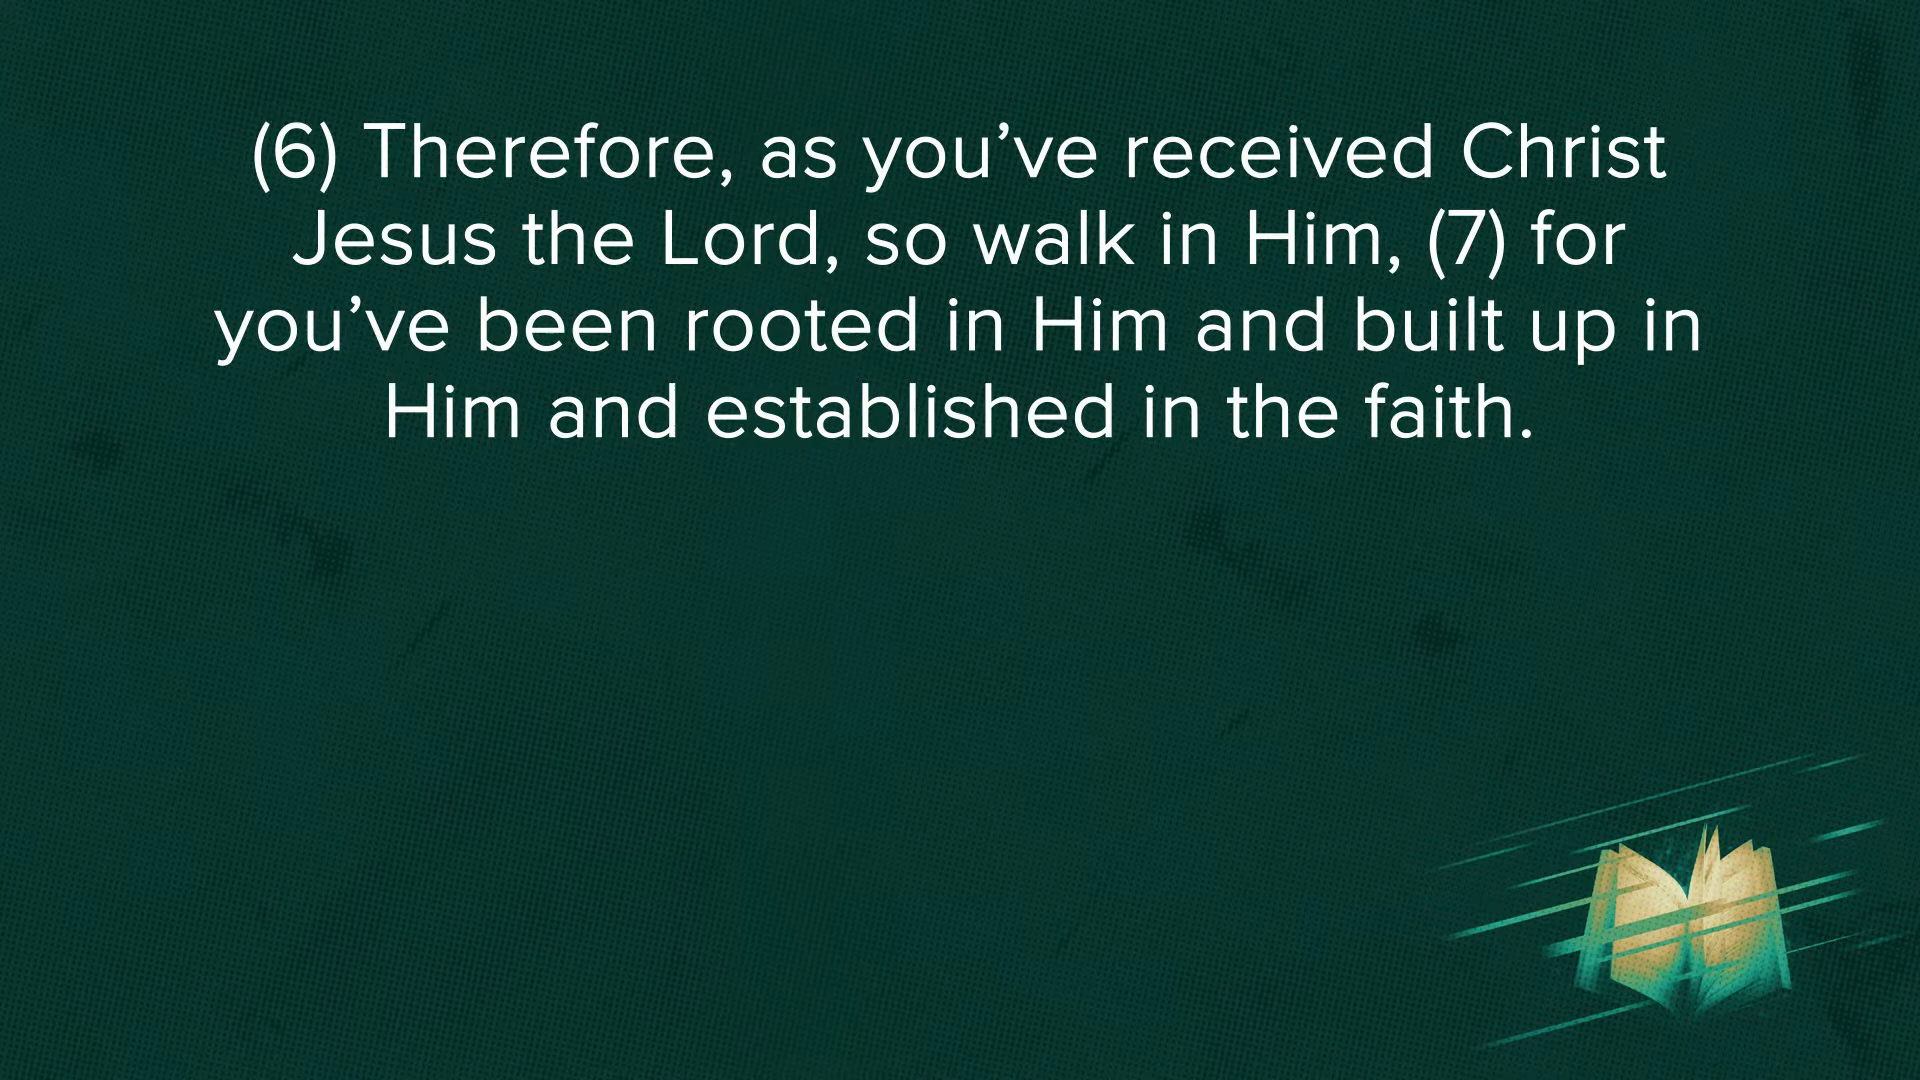 (6) Therefore, as you’ve received Christ
Jesus the Lord, so walk in Him, (7) for
you’ve been rooted in Him and built up in
Him and established in the faith.